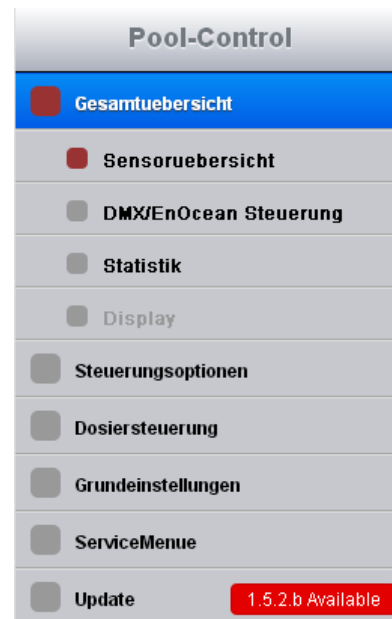 Pool-Control
Gesamtuebersicht
Sensoruebersicht
DMX/EnOcean Steuerung
Statistik
Display
Steuerungsoptionen
Dosiersteuerung
Grundeinstellungen
ServiceMenue
Update 1.5.2.b Available